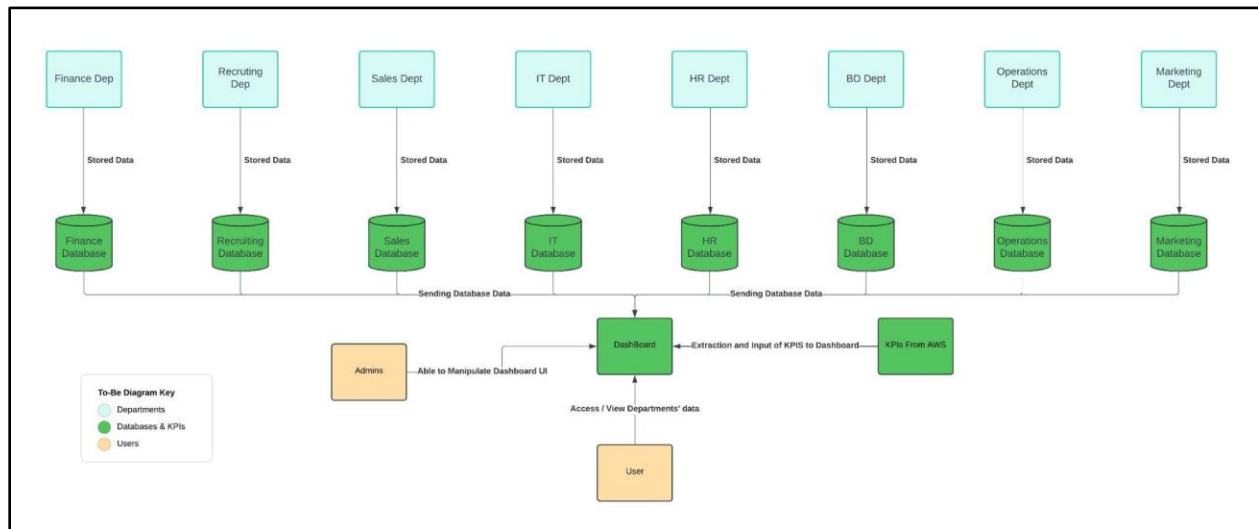 Finance Dep
Recruting
Dep
Sales Dept
IT Dept
HR Dept
BD Dept
Operations
Dept
Marketing
Dept
Stored Data
Stored Data
Stored Data
Stored Data
Stored Data
Stored Data
Stored Data
Stored Data
Finance
Database
Recruiting
Database
Sales
Database
IT
Database
HR
Database
BD
Database
Operations
Database
Marketing
Database
Sending Database Data
Sending Database Data
DashBoard
Extraction and Input of KPIS to Dashboard
KPIs From AWS
Admins
Able to Manipulate Dashboard UI
Access / View Departments' data
User
To-Be Diagram Key
Departments
Databases & KPIs
Users